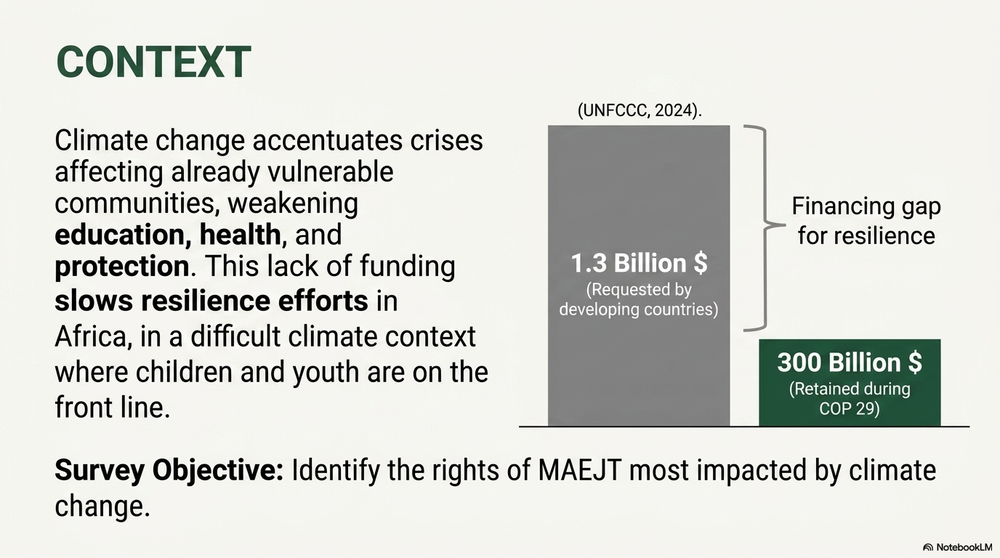 CONTEXT
Climate change accentuates crises
affecting already vulnerable
communities, weakening
education, health, and
protection. This lack of funding
slows resilience efforts in
Africa, in a difficult climate context
where children and youth are on the
front line.
(UNFCCC, 2024).
1.3 Billion $
(Requested by
developing countries)
Financing gap
for resilience
300 Billion $
(Retained during
COP 29)
Survey Objective: Identify the rights of MAEJT most impacted by climate
change.
NotebookLM